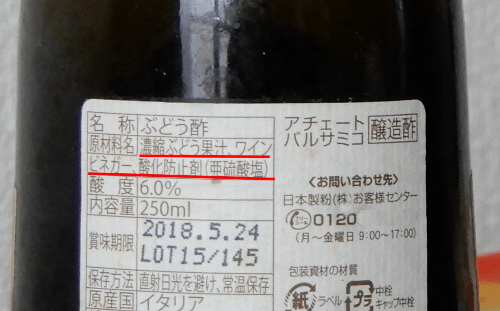 名称 ぶどう酢
原材料名 濃縮ぶどう果汁、ワイン
ビネガー、酸化防止剤(亜硫酸塩)
酸度 6.0%
内容量 250ml
賞味期限 2018.5.24
LOT15/145
保存方法 直射日光を避け、常温保存
原産国 イタリア
アチェート
バルサミコ
醸造酢
<お問い合わせ先>
日本製粉(株)お客様センター
0120
(月〜金曜日 9:00〜17:00)
包装資材の材質
紙 ラベル
プラ 中栓
キャップ中栓